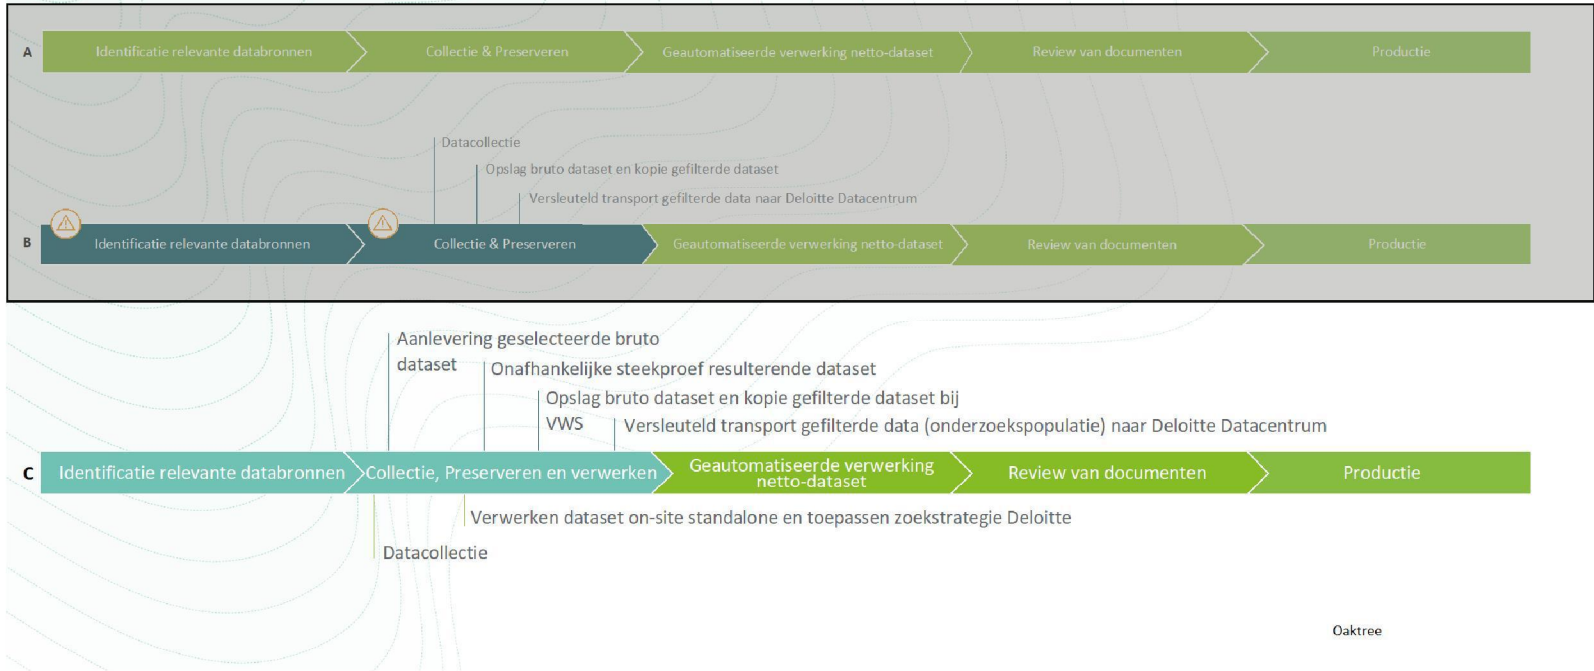 A
Identificatie relevante databronnen
Collectie & Preserveren
Geautomatiseerde verwerking netto-dataset
Review van documenten
Productie
Datacollectie
Opslag bruto dataset en kopie gefilterde dataset
Versleuteld transport gefilterde data naar Deloitte Datacentrum
B
Identificatie relevante databronnen
Collectie & Preserveren
Geautomatiseerde verwerking netto-dataset
Review van documenten
Productie
Aanlevering geselecteerde bruto
dataset
Onafhankelijke steekproef resulterende dataset
Opslag bruto dataset en kopie gefilterde dataset bij
VWS
Versleuteld transport gefilterde data (onderzoekspopulatie) naar Deloitte Datacentrum
C
Identificatie relevante databronnen
Collectie, Preserveren en verwerken
Geautomatiseerde verwerking
netto-dataset
Review van documenten
Productie
Verwerken dataset on-site standalone en toepassen zoekstrategie Deloitte
Datacollectie
Oaktree